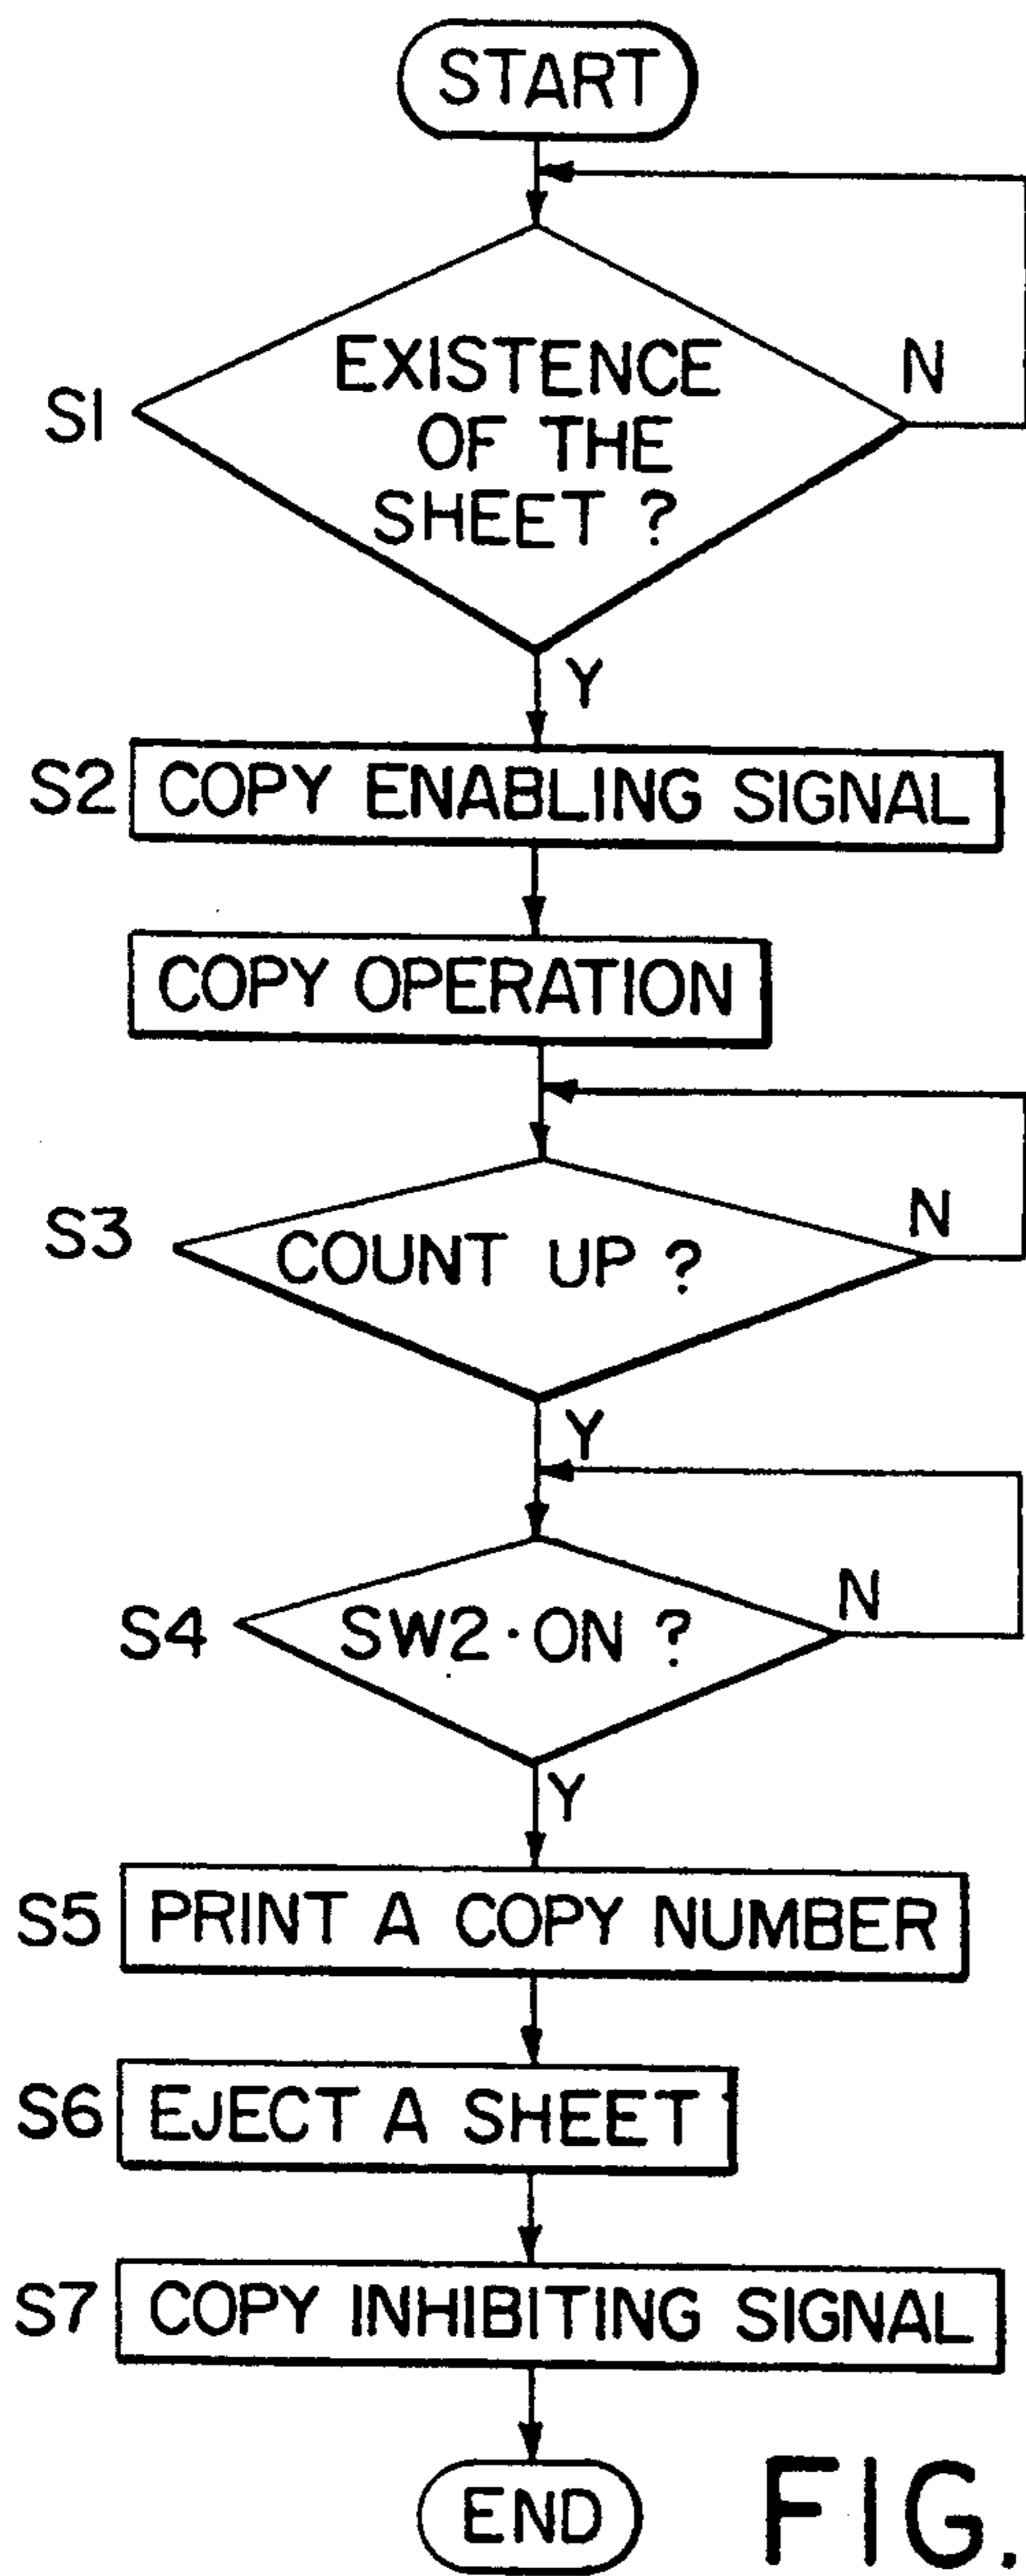 START
EXISTENCE
OF THE
SHEET ?
N
S1
Y
S2 COPY ENABLING SIGNAL
COPY OPERATION
S3
COUNT UP ?
N
Y
S4
SW2·ON ?
N
Y
S5 PRINT A COPY NUMBER
S6 EJECT A SHEET
S7 COPY INHIBITING SIGNAL
END
FIG.